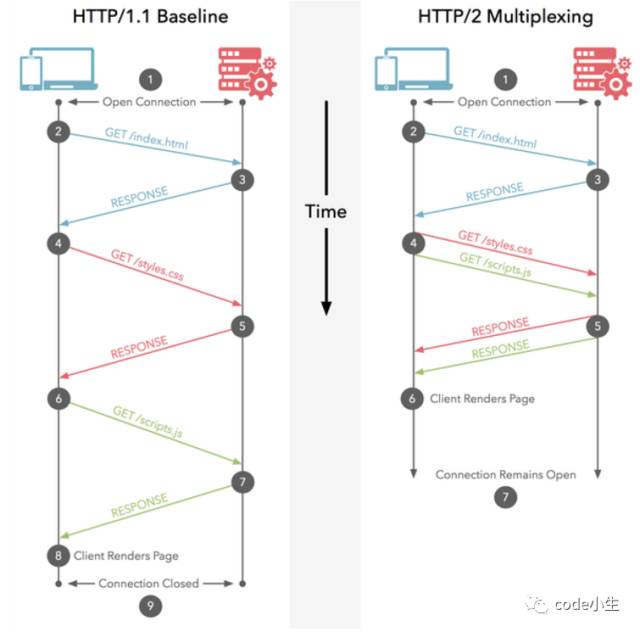 HTTP/1.1 Baseline
1
Open Connection
2
GET /index.html
3
RESPONSE
4
GET /styles.css
5
RESPONSE
6
GET /scripts.js
7
RESPONSE
8 Client Renders Page
Connection Closed
9
Time
HTTP/2 Multiplexing
1
Open Connection
2
GET /index.html
3
RESPONSE
4
GET /styles.css
GET /scripts.js
5
RESPONSE
RESPONSE
6 Client Renders Page
Connection Remains Open
7
code小生